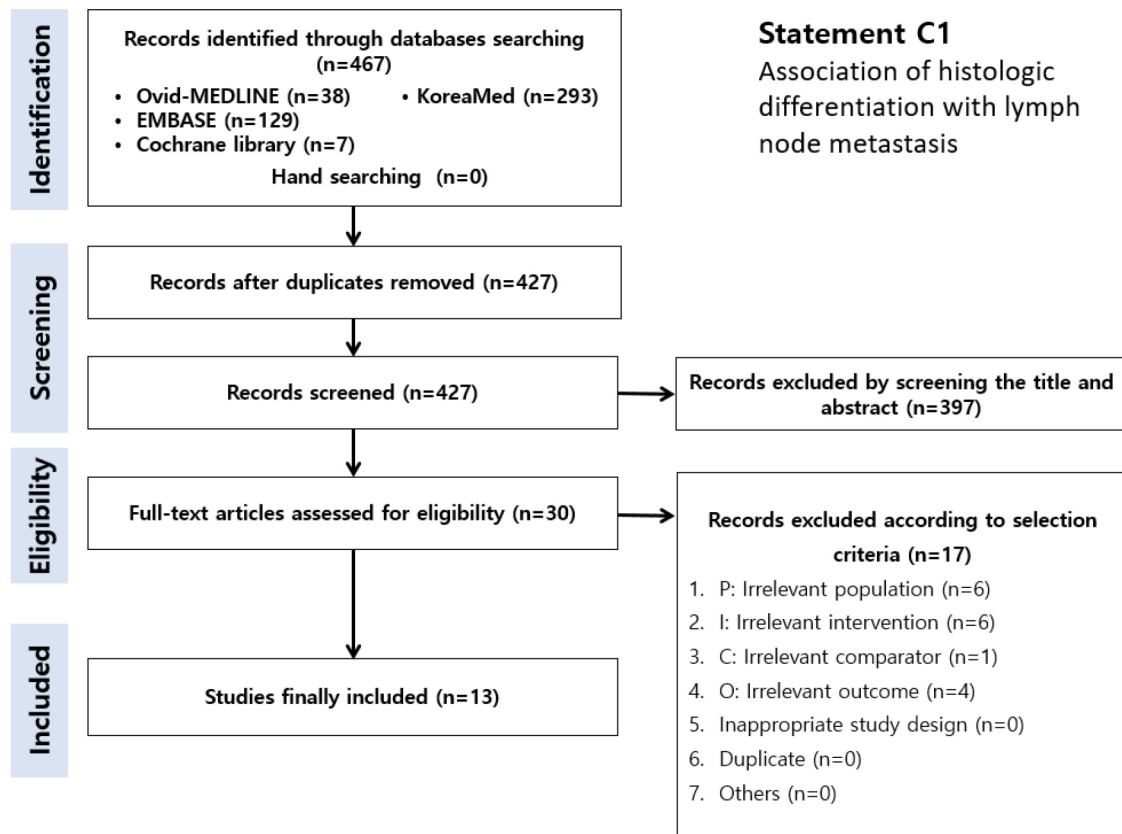 Identification
Records identified through databases searching
(n=467)
• Ovid-MEDLINE (n=38) • KoreaMed (n=293)
• EMBASE (n=129)
• Cochrane library (n=7)
Hand searching (n=0)
Statement C1
Association of histologic
differentiation with lymph
node metastasis
Screening
Records after duplicates removed (n=427)
Records screened (n=427)
Records excluded by screening the title and
abstract (n=397)
Eligibility
Full-text articles assessed for eligibility (n=30)
Records excluded according to selection
criteria (n=17)
1. P: Irrelevant population (n=6)
2. I: Irrelevant intervention (n=6)
3. C: Irrelevant comparator (n=1)
4. O: Irrelevant outcome (n=4)
5. Inappropriate study design (n=0)
6. Duplicate (n=0)
7. Others (n=0)
Included
Studies finally included (n=13)